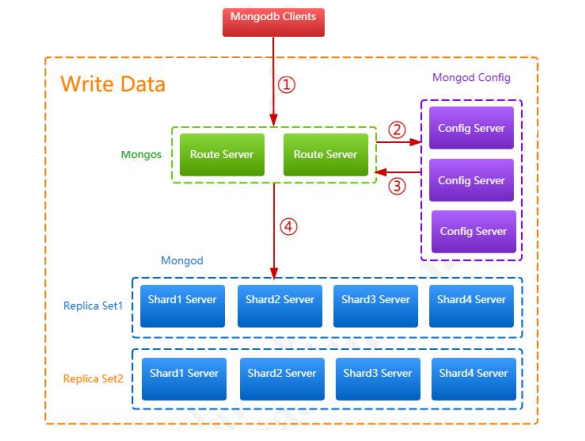 Mongodb Clients
Write Data
Mongod Config
①
②
Config Server
Mongos
Route Server
Route Server
③
Config Server
④
Config Server
Mongod
Replica Set1
Shard1 Server
Shard2 Server
Shard3 Server
Shard4 Server
Replica Set2
Shard1 Server
Shard2 Server
Shard3 Server
Shard4 Server